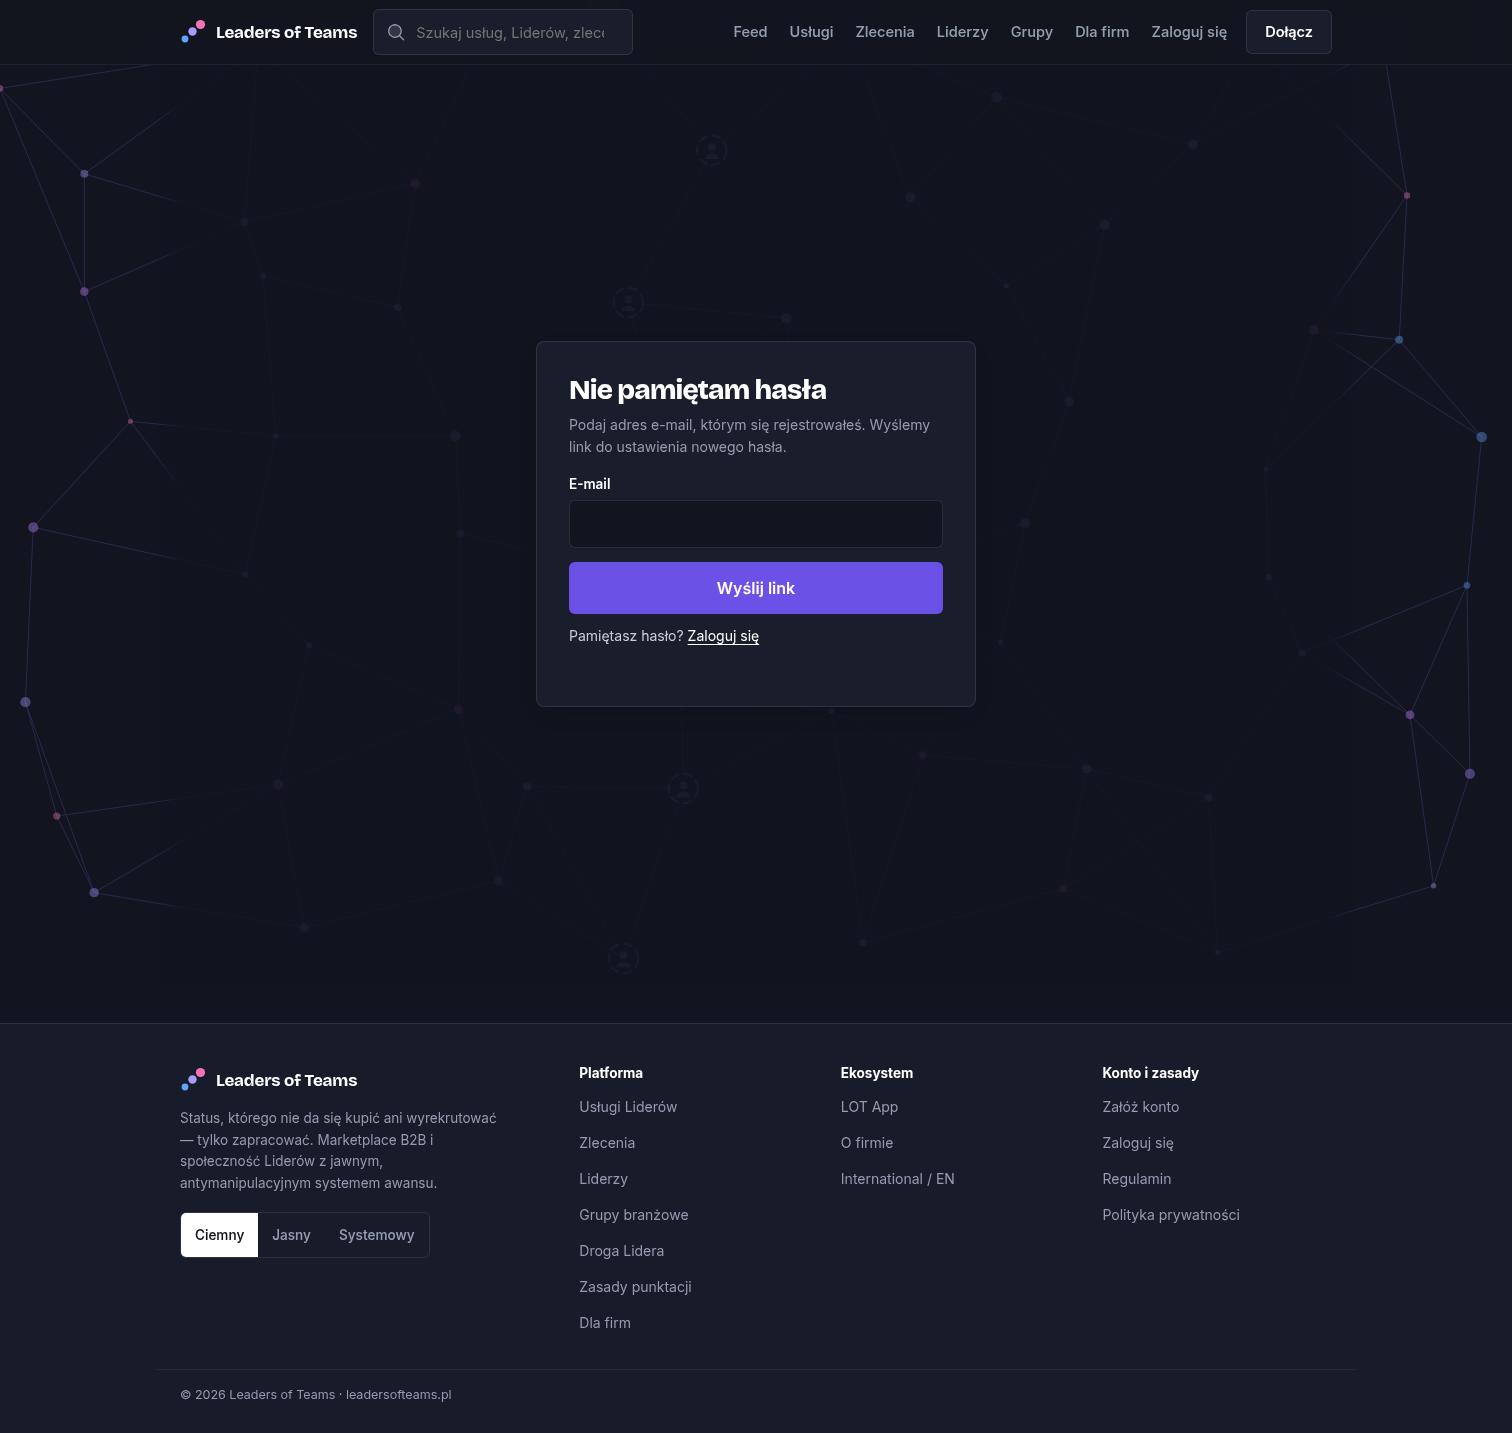 Leaders of Teams
Szukaj usług, Liderów, zlece
Feed
Usługi
Zlecenia
Liderzy
Grupy
Dla firm
Zaloguj się
Dołącz
Nie pamiętam hasła
Podaj adres e-mail, którym się rejestrowałeś. Wyślemy
link do ustawienia nowego hasła.
E-mail
Wyślij link
Pamiętasz hasło? Zaloguj się
Leaders of Teams
Status, którego nie da się kupić ani wyrekrutować
— tylko zapracować. Marketplace B2B i
społeczność Liderów z jawnym,
antymanipulacyjnym systemem awansu.
Ciemny
Jasny
Systemowy
Platforma
Usługi Liderów
Zlecenia
Liderzy
Grupy branżowe
Droga Lidera
Zasady punktacji
Dla firm
Ekosystem
LOT App
O firmie
International / EN
Konto i zasady
Załóż konto
Zaloguj się
Regulamin
Polityka prywatności
© 2026 Leaders of Teams · leadersofteams.pl